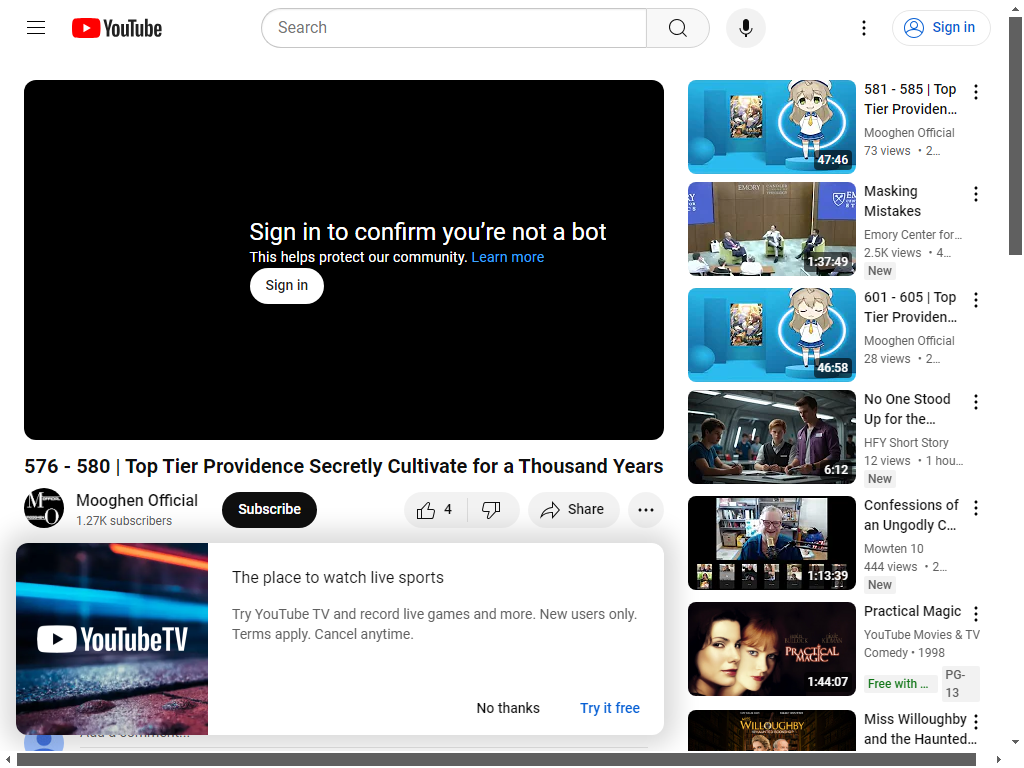 YouTube
Search
Sign in
Sign in to confirm you're not a bot
This helps protect our community. Learn more
Sign in
576 - 580 | Top Tier Providence Secretly Cultivate for a Thousand Years
Mooghen Official
1.27K subscribers
Subscribe
4
Share
The place to watch live sports
Try YouTube TV and record live games and more. New users only.
Terms apply. Cancel anytime.
YouTubeTV
No thanks
Try it free
Add a comment...
581 - 585 | Top
Tier Providen...
Mooghen Official
73 views • 2...
47:46
Masking
Mistakes
Emory Center for...
2.5K views • 4...
New
EMORY
1:37:49
601 - 605 | Top
Tier Providen...
Mooghen Official
28 views • 2...
46:58
No One Stood
Up for the...
HFY Short Story
12 views • 1 hou...
New
6:12
Confessions of
an Ungodly C...
Mowten 10
444 views • 2...
New
1:13:39
Practical Magic
YouTube Movies & TV
Comedy • 1998
Free with ...
PG-
13
PRACTICAL
MAGIC
1:44:07
Miss Willoughby
and the Haunted...
WILLOUGHBY